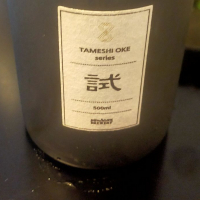 TAMESHI OKE
series
試
500ml